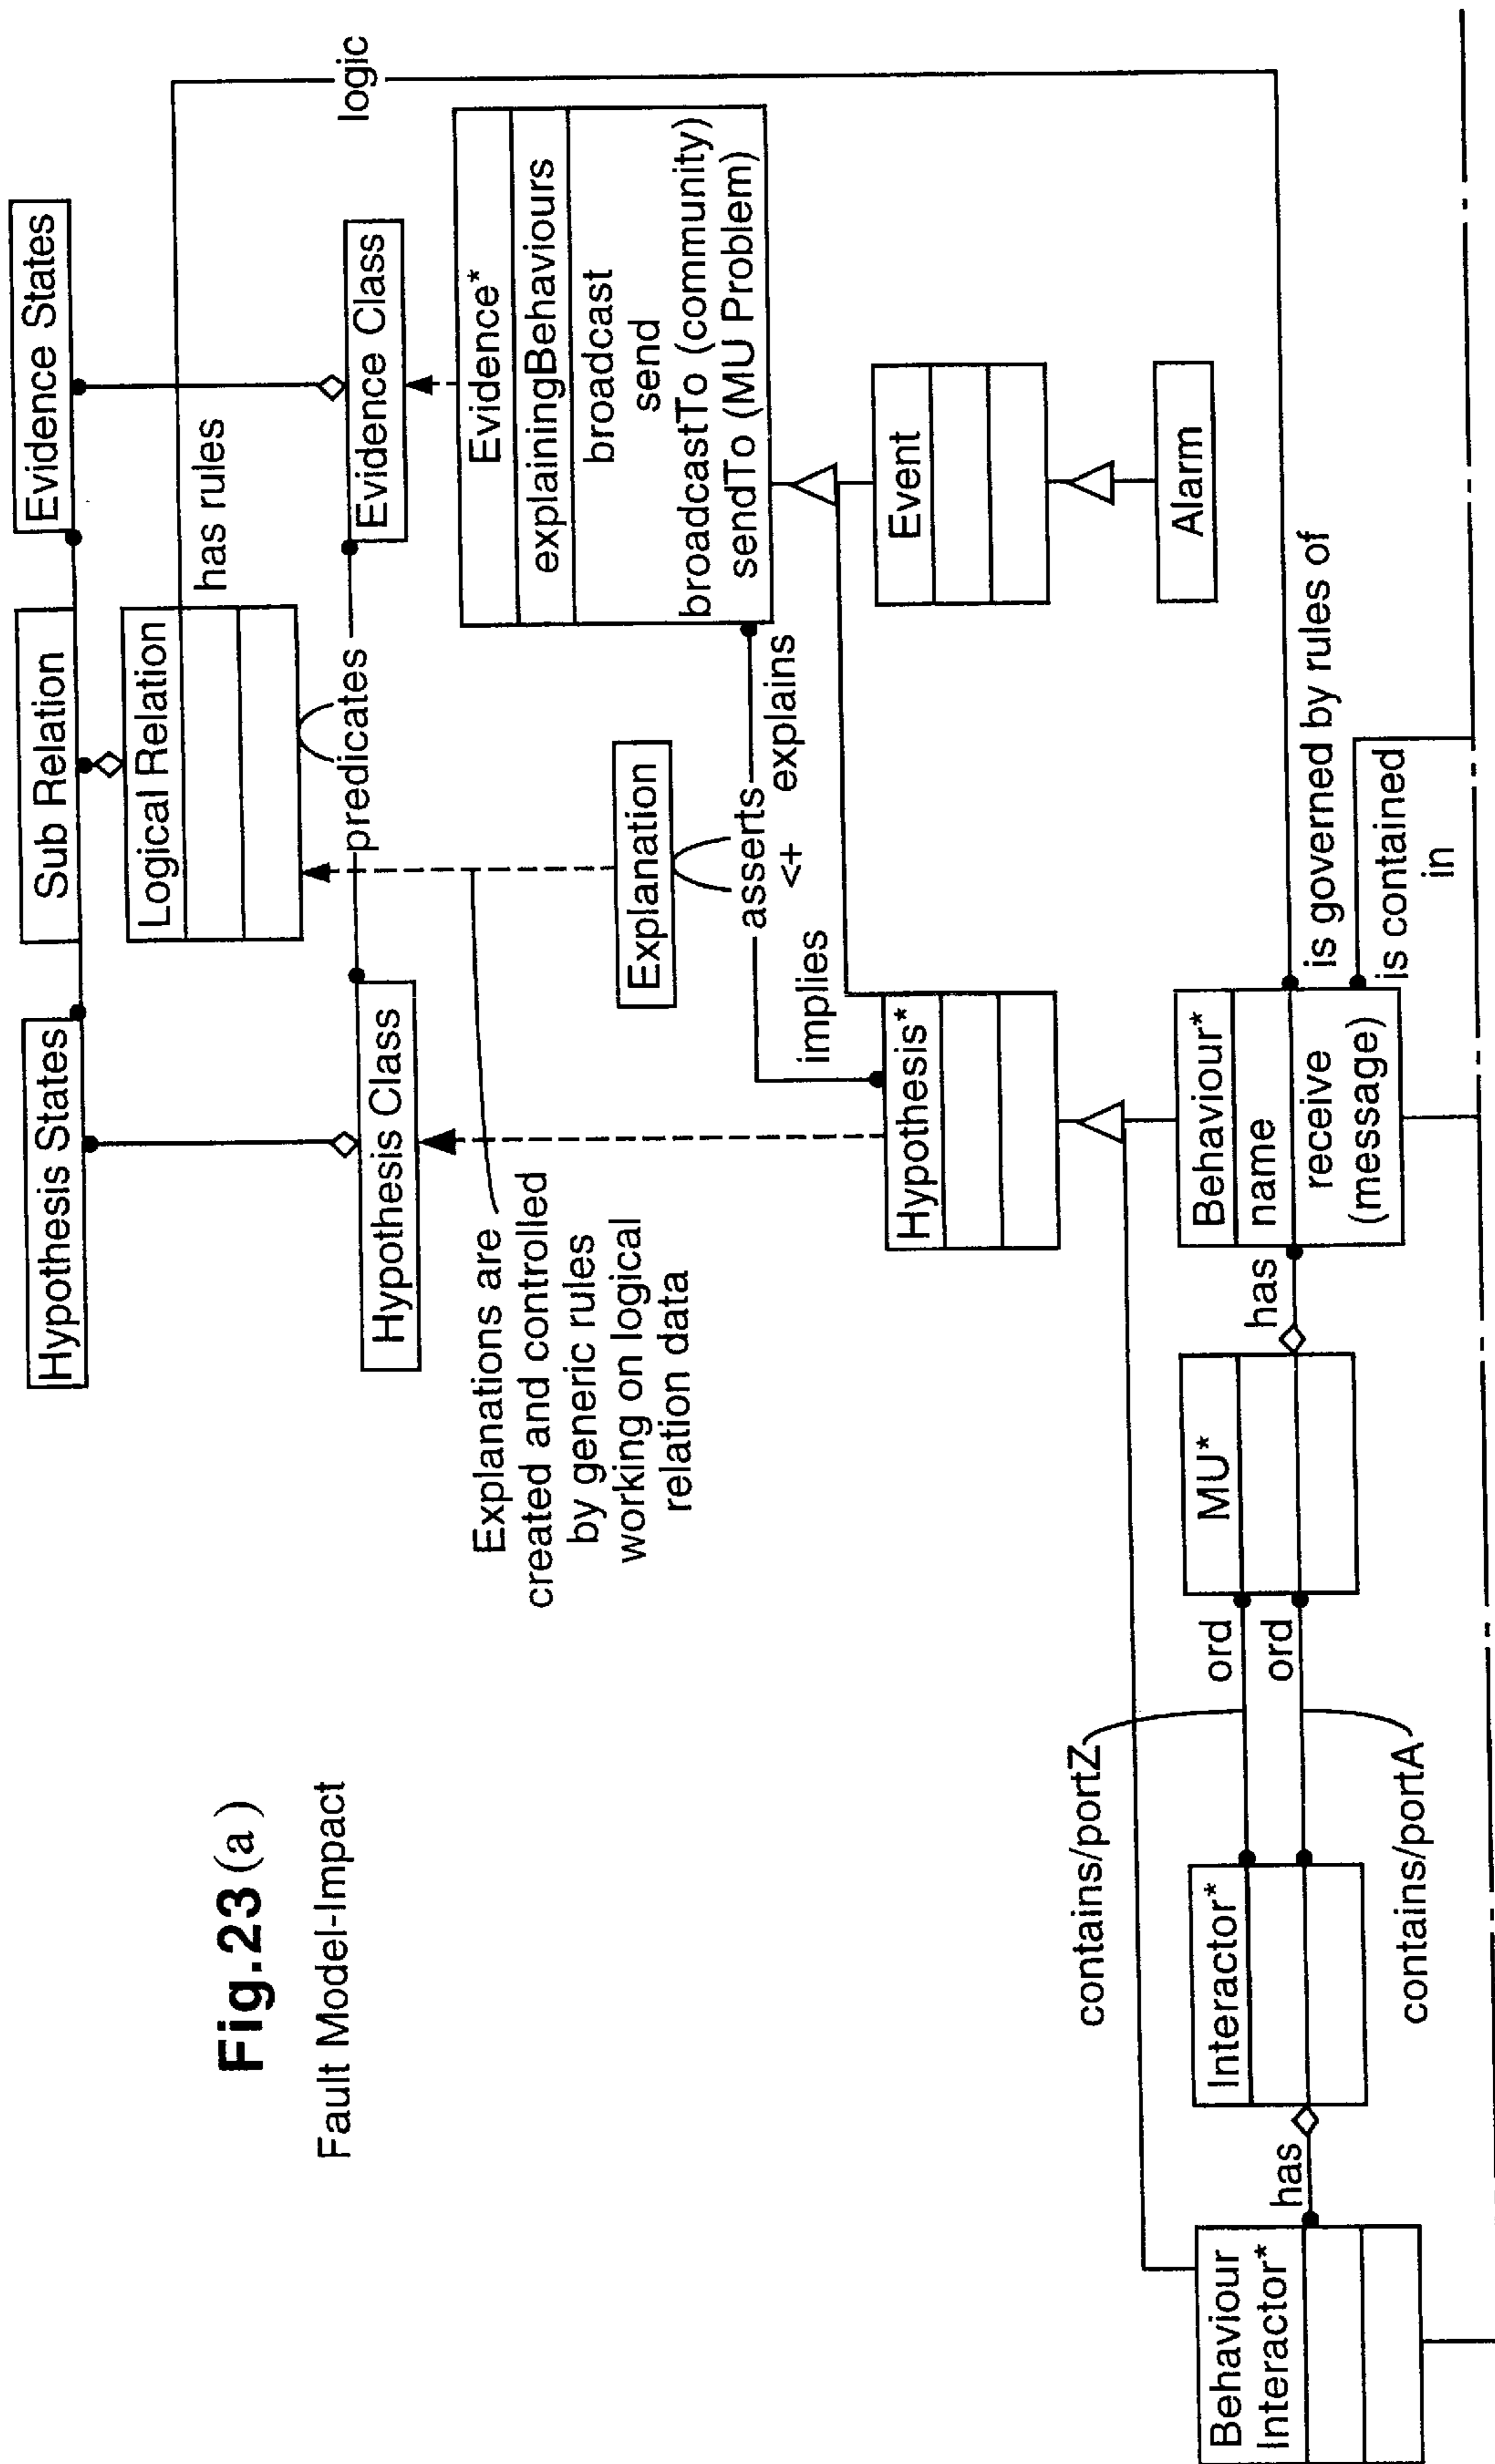 Fig.23(a)
Fault Model-Impact
Hypothesis States
Sub Relation
Evidence States
Logical Relation
has rules
logic
Hypothesis Class
predicates
Evidence Class
Explanations are
created and controlled
by generic rules
working on logical
relation data
Explanation
Evidence*
explainingBehaviours
broadcast
send
broadcastTo (community)
sendTo (MU Problem)
asserts
<+
explains
implies
Hypothesis*
Event
Alarm
contains/portZ
ord
ord
contains/portA
Behaviour
Interactor*
has
Interactor*
MU*
has
Behaviour*
name
receive
(message)
is governed by rules of
is contained
in